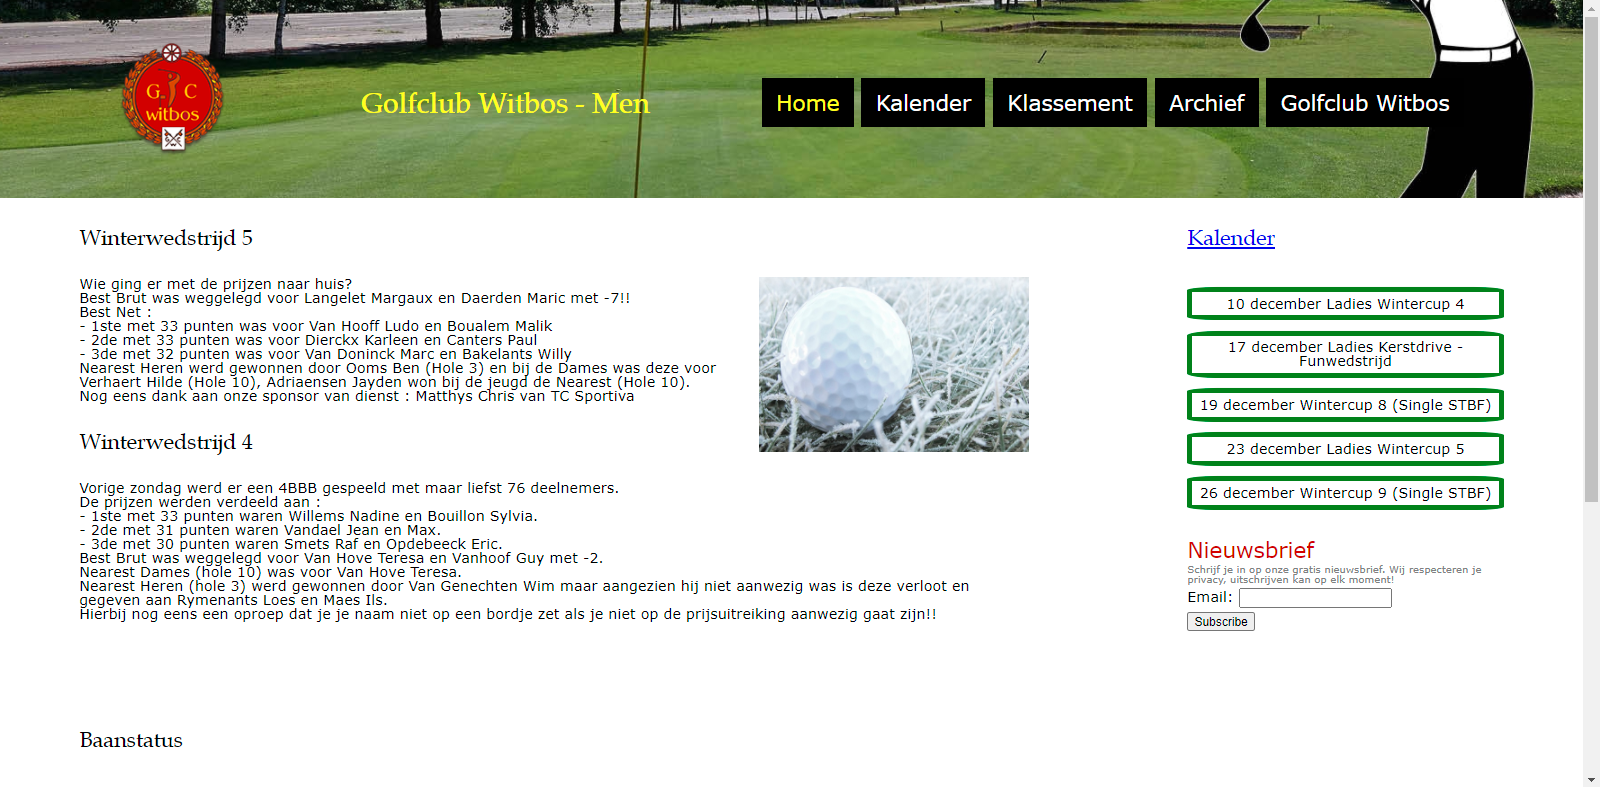 G C
witbos
Golfclub Witbos - Men
Home
Kalender
Klassement
Archief
Golfclub Witbos
Winterwedstrijd 5
Wie ging er met de prijzen naar huis?
Best Brut was weggelegd voor Langelet Margaux en Daerden Maric met -7!!
Best Net :
- 1ste met 33 punten was voor Van Hooff Ludo en Boualem Malik
- 2de met 33 punten was voor Dierckx Karleen en Canters Paul
- 3de met 32 punten was voor Van Doninck Marc en Bakelants Willy
Nearest Heren werd gewonnen door Ooms Ben (Hole 3) en bij de Dames was deze voor
Verhaert Hilde (Hole 10), Adriaensen Jayden won bij de jeugd de Nearest (Hole 10).
Nog eens dank aan onze sponsor van dienst : Matthys Chris van TC Sportiva
Winterwedstrijd 4
Vorige zondag werd er een 4BBB gespeeld met maar liefst 76 deelnemers.
De prijzen werden verdeeld aan :
- 1ste met 33 punten waren Willems Nadine en Bouillon Sylvia.
- 2de met 31 punten waren Vandael Jean en Max.
- 3de met 30 punten waren Smets Raf en Opdebeeck Eric.
Best Brut was weggelegd voor Van Hove Teresa en Vanhoof Guy met -2.
Nearest Dames (hole 10) was voor Van Hove Teresa.
Nearest Heren (hole 3) werd gewonnen door Van Genechten Wim maar aangezien hij niet aanwezig was is deze verloot en
gegeven aan Rymenants Loes en Maes Ils.
Hierbij nog eens een oproep dat je je naam niet op een bordje zet als je niet op de prijsuitreiking aanwezig gaat zijn!!
Baanstatus
Kalender
10 december Ladies Wintercup 4
17 december Ladies Kerstdrive -
Funwedstrijd
19 december Wintercup 8 (Single STBF)
23 december Ladies Wintercup 5
26 december Wintercup 9 (Single STBF)
Nieuwsbrief
Schrijf je in op onze gratis nieuwsbrief. Wij respecteren je
privacy, uitschrijven kan op elk moment!
Email:
Subscribe